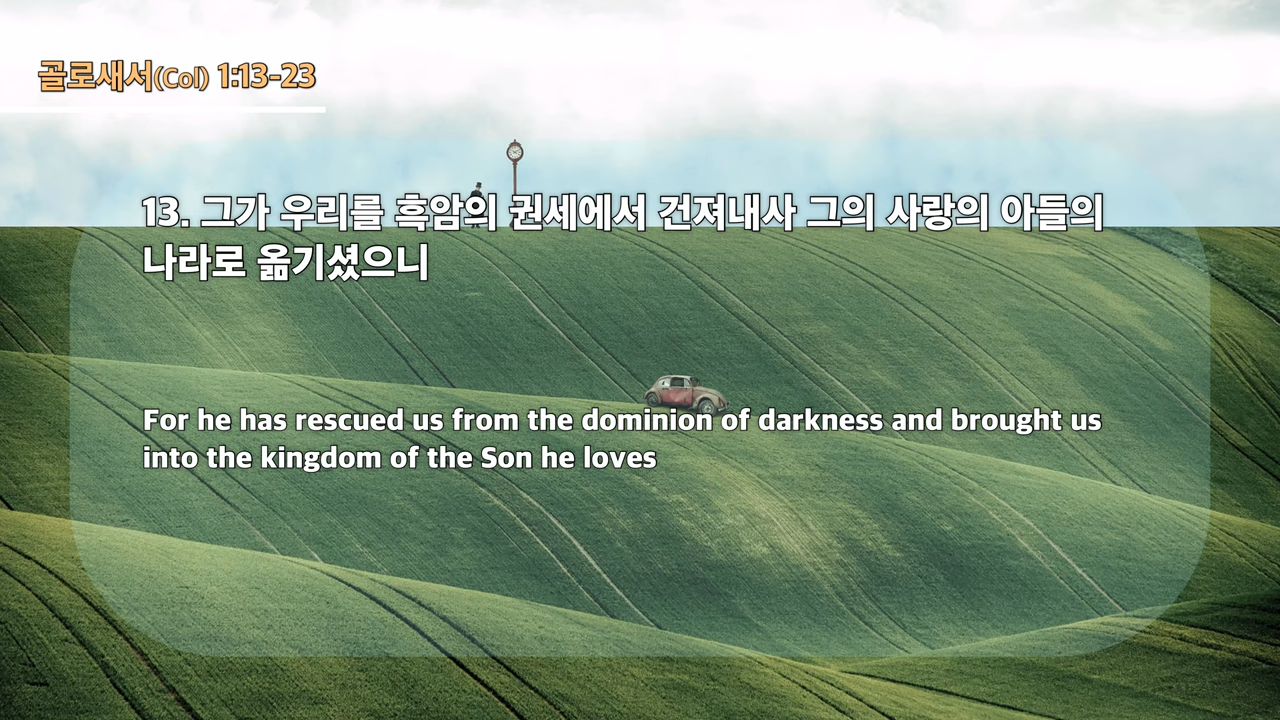 골로새서(Col) 1:13-23
13. 그가 우리를 흑암의 권세에서 건져내사 그의 사랑의 아들의
나라로 옮기셨으니
For he has rescued us from the dominion of darkness and brought us
into the kingdom of the Son he loves